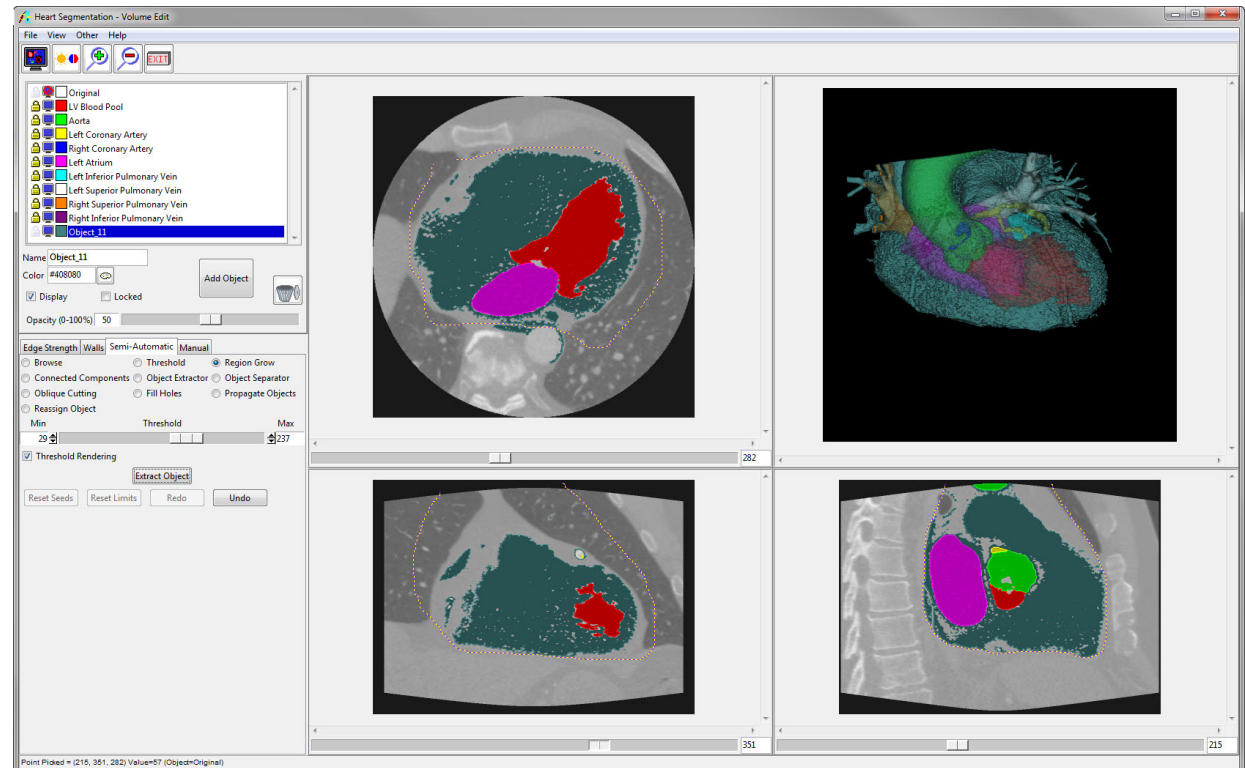 Heart Segmentation - Volume Edit
File View Other Help
EXIT
Original
LV Blood Pool
Aorta
Left Coronary Artery
Right Coronary Artery
Left Atrium
Left Inferior Pulmonary Vein
Left Superior Pulmonary Vein
Right Superior Pulmonary Vein
Right Inferior Pulmonary Vein
Object_11
Name Object_11
Color #408080
Add Object
Display Locked
Opacity (0-100%) 50
Edge Strength Walls Semi-Automatic Manual
Browse Threshold Region Grow
Connected Components Object Extractor Object Separator
Oblique Cutting Fill Holes Propagate Objects
Reassign Object
Min Threshold Max
29 237
Threshold Rendering
Extract Object
Reset Seeds Reset Limits Redo Undo
282
351
215
Point Picked = (215, 351, 282) Value=57 (Object=Original)